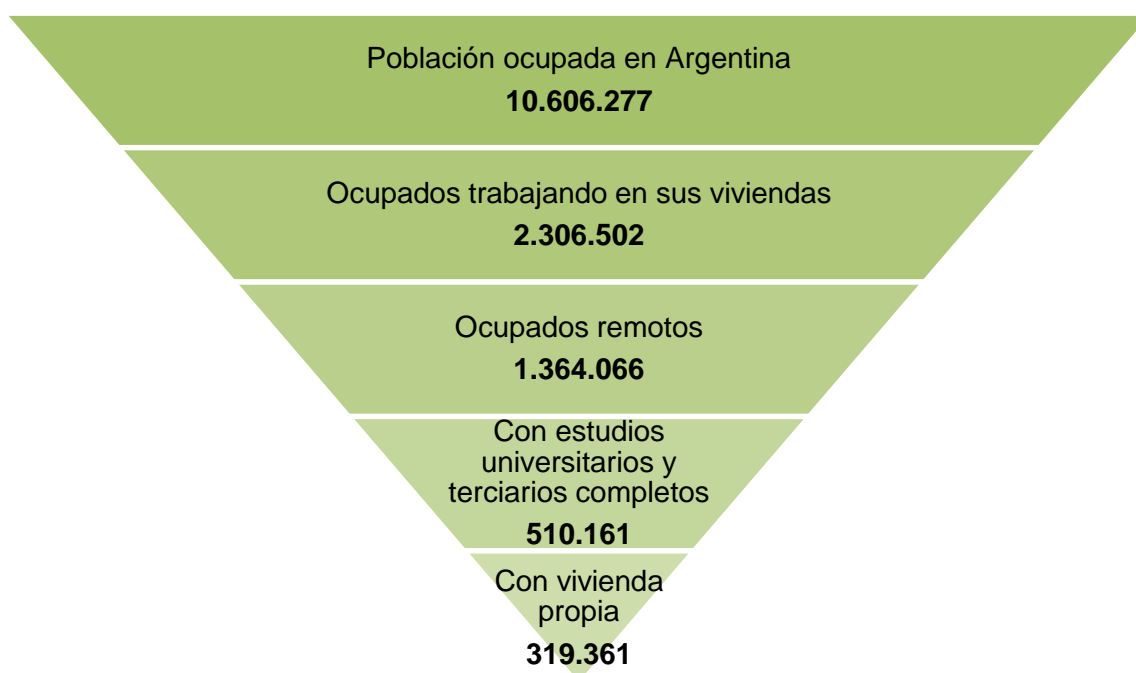 Población ocupada en Argentina
10.606.277
Ocupados trabajando en sus viviendas
2.306.502
Ocupados remotos
1.364.066
Con estudios
universitarios y
terciarios completos
510.161
Con vivienda
propia
319.361